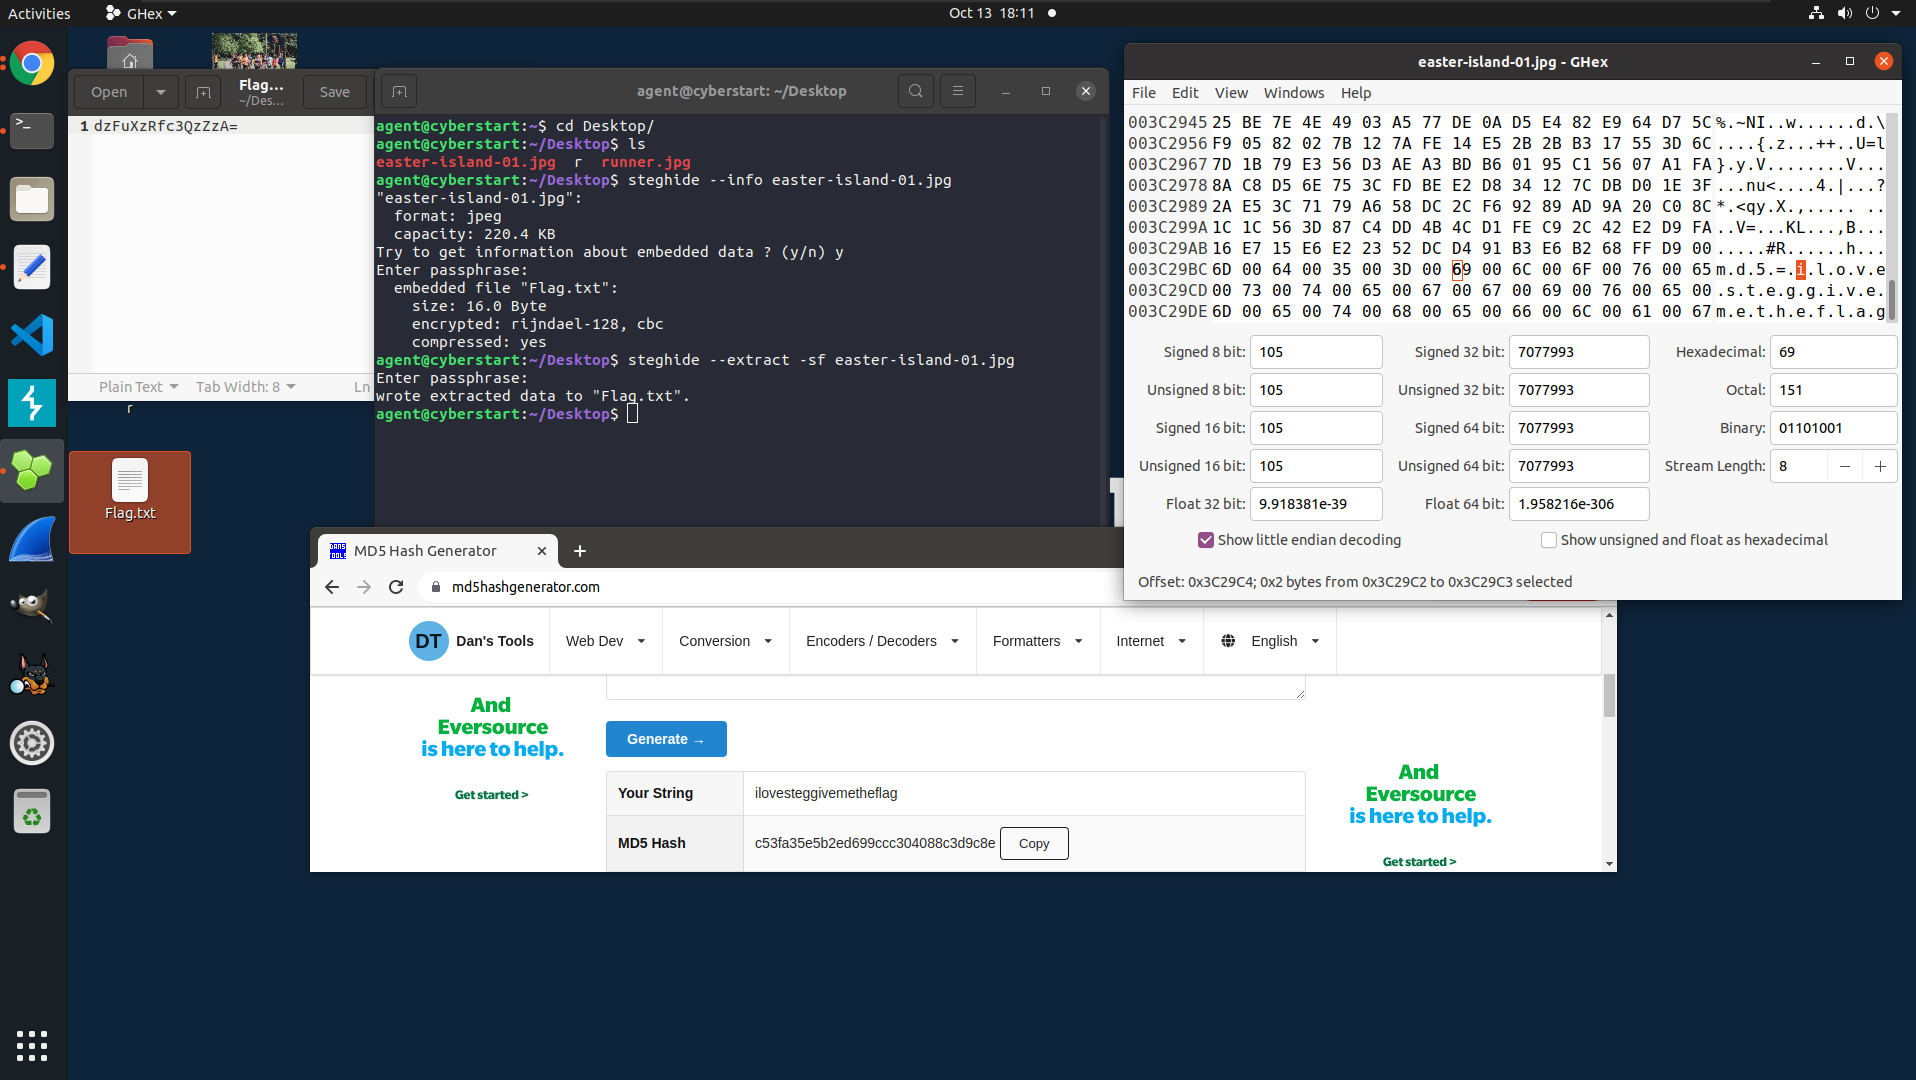 Activities
GHex
Oct 13 18:11
Open
Flag...
~/Des...
Save
1 dzFuXzRfc3QzZzA=
Plain Text
Tab Width: 8
Ln
r
Flag.txt
agent@cyberstart: ~/Desktop
agent@cyberstart:~$ cd Desktop/
agent@cyberstart:~/Desktop$ ls
easter-island-01.jpg r runner.jpg
agent@cyberstart:~/Desktop$ steghide --info easter-island-01.jpg
"easter-island-01.jpg":
format: jpeg
capacity: 220.4 KB
Try to get information about embedded data ? (y/n) y
Enter passphrase:
embedded file "Flag.txt":
size: 16.0 Byte
encrypted: rijndael-128, cbc
compressed: yes
agent@cyberstart:~/Desktop$ steghide --extract -sf easter-island-01.jpg
Enter passphrase:
wrote extracted data to "Flag.txt".
agent@cyberstart:~/Desktop$
easter-island-01.jpg - GHex
File Edit View Windows Help
003C2945 25 BE 7E 4E 49 03 A5 77 DE 0A D5 E4 82 E9 64 D7 5C %.~NI..w......d.\
003C2956 F9 05 82 02 7B 12 7A FE 14 E5 2B 2B B3 17 55 3D 6C ....{.z...++..U=l
003C2967 7D 1B 79 E3 56 D3 AE A3 BD B6 01 95 C1 56 07 A1 FA }.y.V........V...
003C2978 8A C8 D5 6E 75 3C FD BE E2 D8 34 12 7C DB D0 1E 3F ...nu<....4.|...?
003C2989 2A E5 3C 71 79 A6 58 DC 2C F6 92 89 AD 9A 20 C0 8C *.<qy.X.,..... ..
003C299A 1C 1C 56 3D 87 C4 DD 4B 4C D1 FE C9 2C 42 E2 D9 FA ..V=...KL...,B...
003C29AB 16 E7 15 E6 E2 23 52 DC D4 91 B3 E6 B2 68 FF D9 00 .....#R......h...
003C29BC 6D 00 64 00 35 00 3D 00 69 00 6C 00 6F 00 76 00 65 m.d.5.=.i.l.o.v.e
003C29CD 00 73 00 74 00 65 00 67 00 67 00 69 00 76 00 65 00 .s.t.e.g.g.i.v.e.
003C29DE 6D 00 65 00 74 00 68 00 65 00 66 00 6C 00 61 00 67 m.e.t.h.e.f.l.a.g
Signed 8 bit: 105 Signed 32 bit: 7077993 Hexadecimal: 69
Unsigned 8 bit: 105 Unsigned 32 bit: 7077993 Octal: 151
Signed 16 bit: 105 Signed 64 bit: 7077993 Binary: 01101001
Unsigned 16 bit: 105 Unsigned 64 bit: 7077993 Stream Length: 8 − +
Float 32 bit: 9.918381e-39 Float 64 bit: 1.958216e-306
Show little endian decoding Show unsigned and float as hexadecimal
Offset: 0x3C29C4; 0x2 bytes from 0x3C29C2 to 0x3C29C3 selected
MD5 Hash Generator
md5hashgenerator.com
DT Dan's Tools Web Dev Conversion Encoders / Decoders Formatters Internet English
And
Eversource
is here to help.
Get started >
Generate →
Your String ilovesteggivemetheflag
MD5 Hash c53fa35e5b2ed699ccc304088c3d9c8e Copy
And
Eversource
is here to help.
Get started >